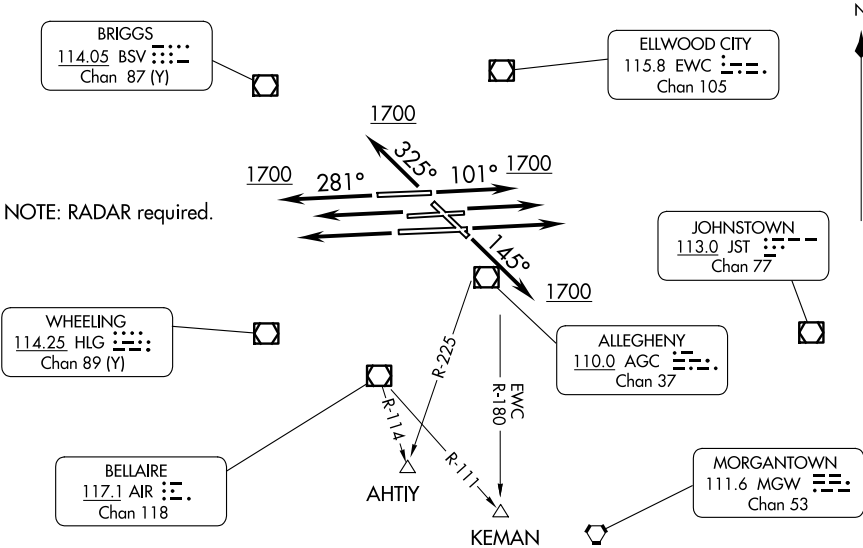 N
BRIGGS
114.05 BSV
Chan 87 (Y)
ELLWOOD CITY
115.8 EWC
Chan 105
1700
325°
1700
281°
101°
1700
NOTE: RADAR required.
145°
1700
JOHNSTOWN
113.0 JST
Chan 77
WHEELING
114.25 HLG
Chan 89 (Y)
ALLEGHENY
110.0 AGC
Chan 37
R-225
EWC
R-180
R-114
R-111
BELLAIRE
117.1 AIR
Chan 118
AHTIY
KEMAN
MORGANTOWN
111.6 MGW
Chan 53